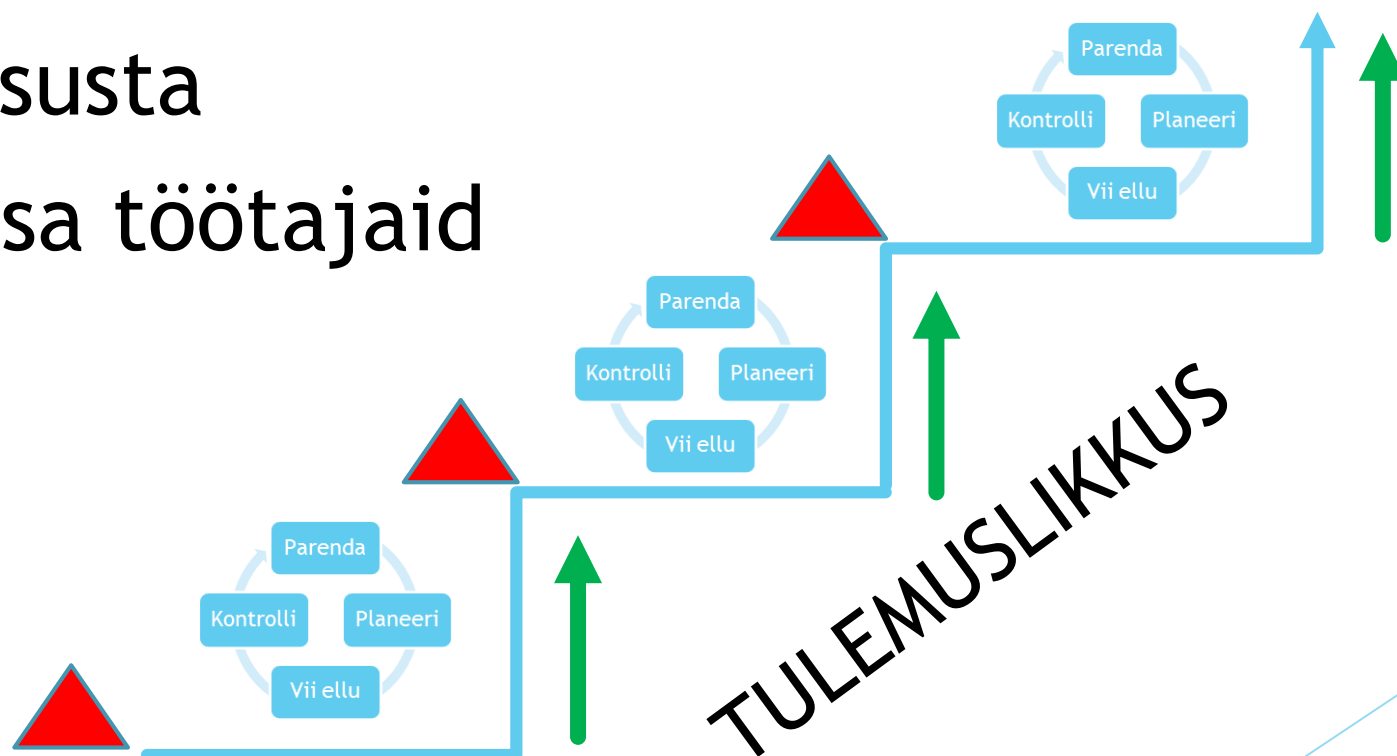 susta
sa töötajaid
Parenda
Kontrolli
Planeeri
Vii ellu
Parenda
Kontrolli
Planeeri
Vii ellu
Parenda
Kontrolli
Planeeri
Vii ellu
TULEMUSLIKKUS